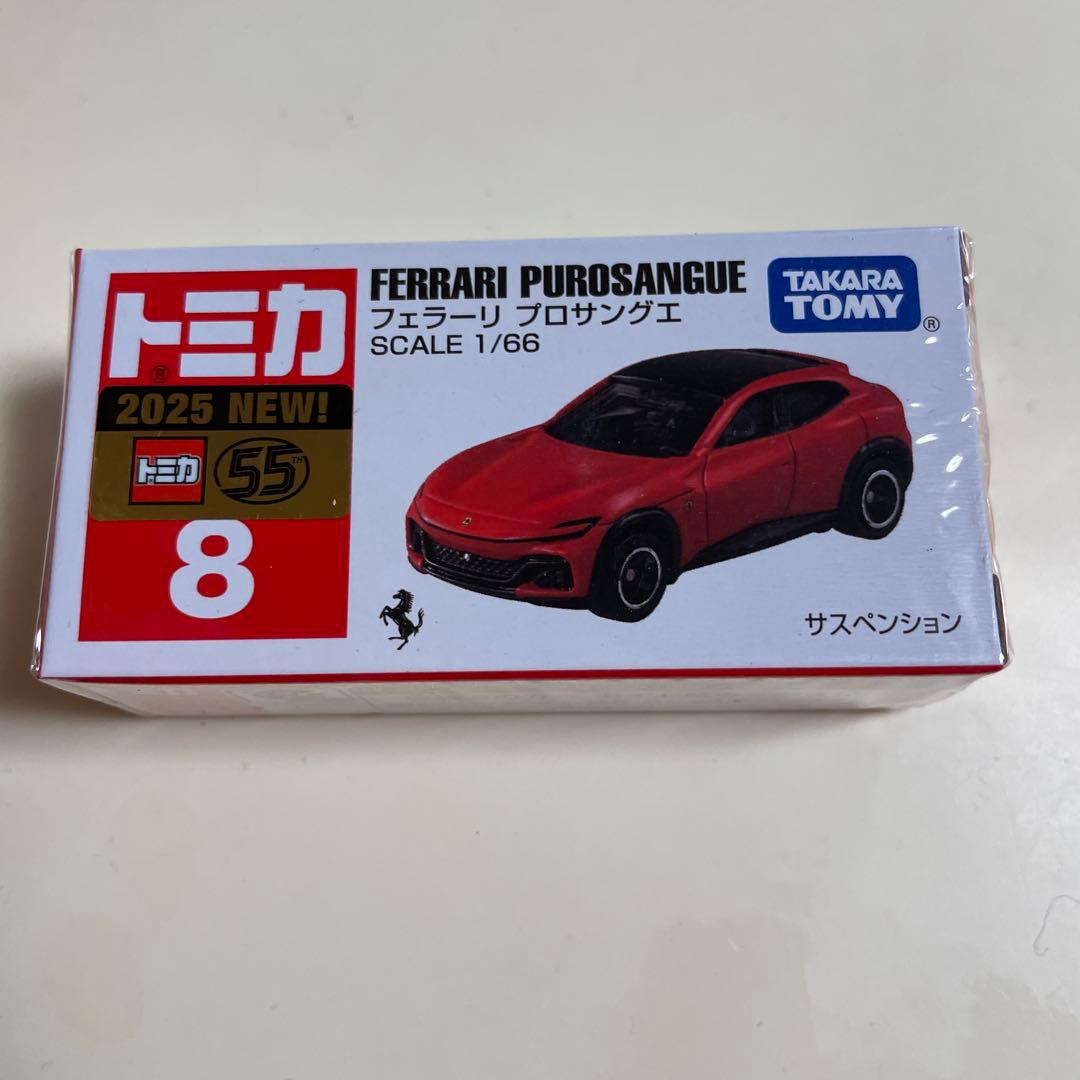 トミカ
®
2025 NEW!
トミカ
55TH
8
FERRARI PUROSANGUE
フェラーリ プロサングエ
SCALE 1/66
TAKARA
TOMY
®
サスペンション